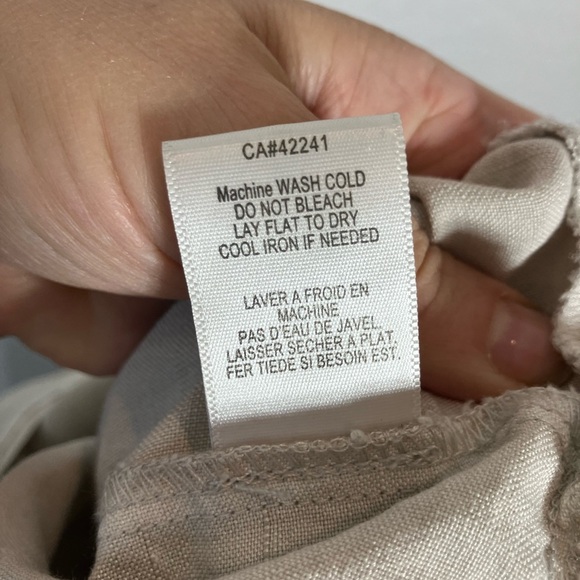 CA#42241
Machine WASH COLD
DO NOT BLEACH
LAY FLAT TO DRY
COOL IRON IF NEEDED
LAVER A FROID EN
MACHINE
PAS D'EAU DE JAVEL.
LAISSER SECHER A PLAT.
FER TIEDE SI BESOIN EST.